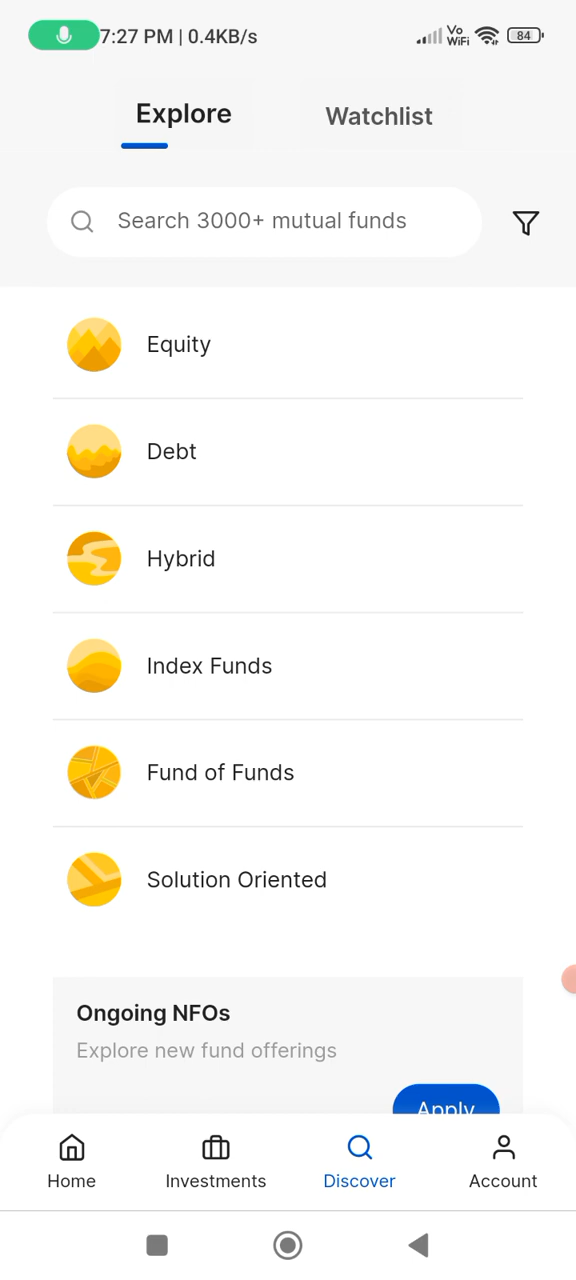 7:27 PM | 0.4KB/s
Vo
WiFi
84
Explore
Watchlist
Search 3000+ mutual funds
Equity
Debt
Hybrid
Index Funds
Fund of Funds
Solution Oriented
Ongoing NFOs
Explore new fund offerings
Apply
Home
Investments
Discover
Account